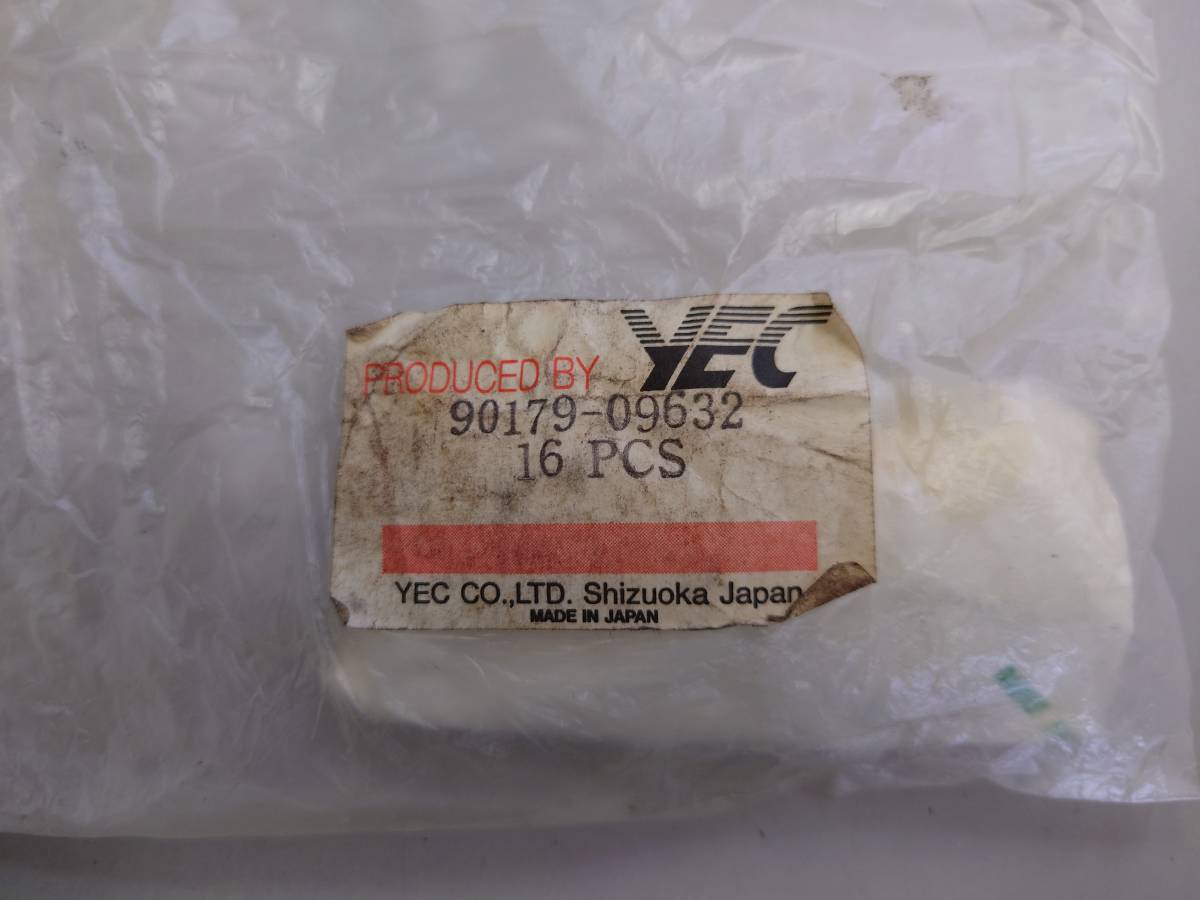 PRODUCED BY YEC
90179-09632
16 PCS
YEC CO.,LTD. Shizuoka Japan
MADE IN JAPAN